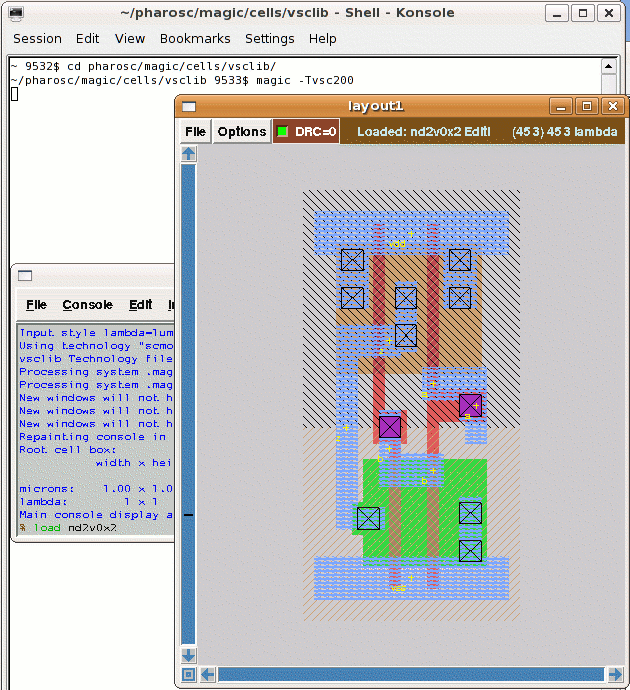 ~/pharosc/magic/cells/vsclib - Shell - Konsole
Session Edit View Bookmarks Settings Help
~ 9532$ cd pharosc/magic/cells/vsclib/
~/pharosc/magic/cells/vsclib 9533$ magic -Tvsc200
layout1
File Options DRC=0 Loaded: nd2v0x2 EditI (45 3) 45 3 lambda
vdd
z
a
a
z
b
b
vss
File Console Edit
Input style lambda=
Using technology "scmo
vsclib Technology file
Processing system .mag
Processing system .mag
New windows will not h
New windows will not h
New windows will not h
Repainting console in
Root cell box:
width x hei
microns: 1.00 x 1.0
lambda: 1 x 1
Main console display a
% load nd2v0x2